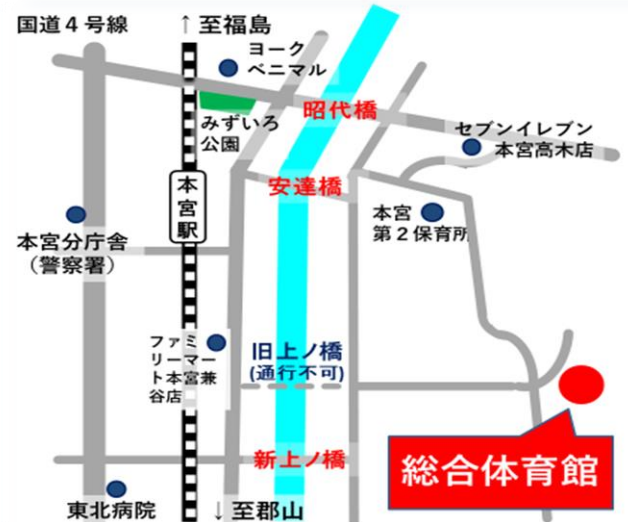 国道４号線
↑ 至福島
ヨーク
ベニマル
みずいろ
公園
昭代橋
セブンイレブン
本宮高木店
安達橋
本宮駅
本宮
第２保育所
本宮分庁舎
（警察署）
ファミ
リーマー
ト本宮兼
谷店
旧上ノ橋
(通行不可)
新上ノ橋
総合体育館
東北病院
↓ 至郡山